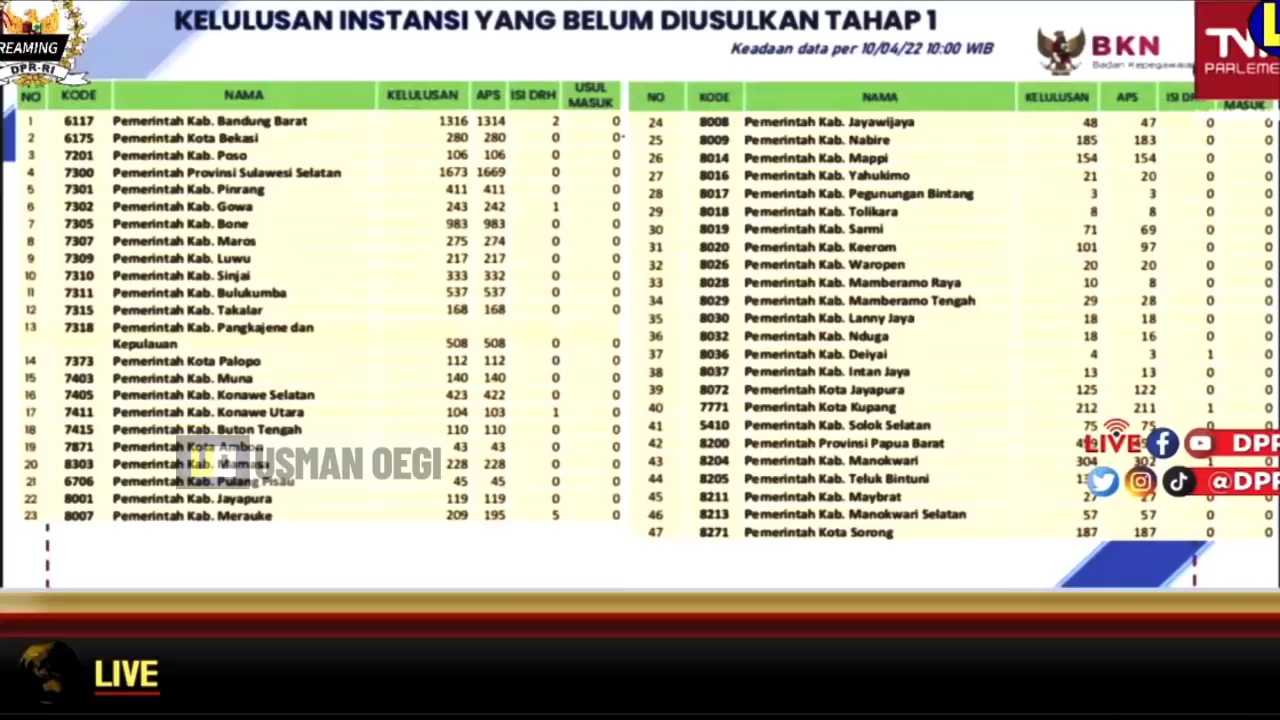 KELULUSAN INSTANSI YANG BELUM DIUSULKAN TAHAP 1
Keadaan data per 10/04/22 10:00 WIB
DPR-RI
BKN
Badan Kepegawaia
PARLEME
NO KODE NAMA KELULUSAN APS ISI DRH USUL MASUK
1 6117 Pemerintah Kab. Bandung Barat 1316 1314 2 0
2 6175 Pemerintah Kota Bekasi 280 280 0 0
3 7201 Pemerintah Kab. Poso 106 106 0 0
4 7300 Pemerintah Provinsi Sulawesi Selatan 1673 1669 0 0
5 7301 Pemerintah Kab. Pinrang 411 411 0 0
6 7302 Pemerintah Kab. Gowa 243 242 1 0
7 7305 Pemerintah Kab. Bone 983 983 0 0
8 7307 Pemerintah Kab. Maros 275 274 0 0
9 7309 Pemerintah Kab. Luwu 217 217 0 0
10 7310 Pemerintah Kab. Sinjai 333 332 0 0
11 7311 Pemerintah Kab. Bulukumba 537 537 0 0
12 7315 Pemerintah Kab. Takalar 168 168 0 0
13 7318 Pemerintah Kab. Pangkajene dan
Kepulauan 508 508 0 0
14 7373 Pemerintah Kota Palopo 112 112 0 0
15 7403 Pemerintah Kab. Muna 140 140 0 0
16 7405 Pemerintah Kab. Konawe Selatan 423 422 0 0
17 7411 Pemerintah Kab. Konawe Utara 104 103 1 0
18 7415 Pemerintah Kab. Buton Tengah 110 110 0 0
19 7871 Pemerintah Kota Ambo 43 43 0 0
20 8303 Pemerintah Kab. Mamasa 228 228 0 0
21 6706 Pemerintah Kab. Pulang Pisau 45 45 0 0
22 8001 Pemerintah Kab. Jayapura 119 119 0 0
23 8007 Pemerintah Kab. Merauke 209 195 5 0
USMAN OEGI
NO KODE NAMA KELULUSAN APS ISI MASUK
24 8008 Pemerintah Kab. Jayawijaya 48 47 0 0
25 8009 Pemerintah Kab. Nabire 185 183 0 0
26 8014 Pemerintah Kab. Mappi 154 154 0 0
27 8016 Pemerintah Kab. Yahukimo 21 20 0 0
28 8017 Pemerintah Kab. Pegunungan Bintang 3 3 0 0
29 8018 Pemerintah Kab. Tolikara 8 8 0 0
30 8019 Pemerintah Kab. Sarmi 71 69 0 0
31 8020 Pemerintah Kab. Keerom 101 97 0 0
32 8026 Pemerintah Kab. Waropen 20 20 0 0
33 8028 Pemerintah Kab. Mamberamo Raya 10 8 0 0
34 8029 Pemerintah Kab. Mamberamo Tengah 29 28 0 0
35 8030 Pemerintah Kab. Lanny Jaya 18 18 0 0
36 8032 Pemerintah Kab. Nduga 18 16 0 0
37 8036 Pemerintah Kab. Deiyai 4 3 1 0
38 8037 Pemerintah Kab. Intan Jaya 13 13 0 0
39 8072 Pemerintah Kota Jayapura 125 122 0 0
40 7771 Pemerintah Kota Kupang 212 211 1 0
41 5410 Pemerintah Kab. Solok Selatan 75 75 0 0
42 8200 Pemerintah Provinsi Papua Barat
43 8204 Pemerintah Kab. Manokwari 304 302 1 0
44 8205 Pemerintah Kab. Teluk Bintuni
45 8211 Pemerintah Kab. Maybrat 0 0
46 8213 Pemerintah Kab. Manokwari Selatan 57 57 0 0
47 8271 Pemerintah Kota Sorong 187 187 0 0
LIVE DPR
@DPR
LIVE